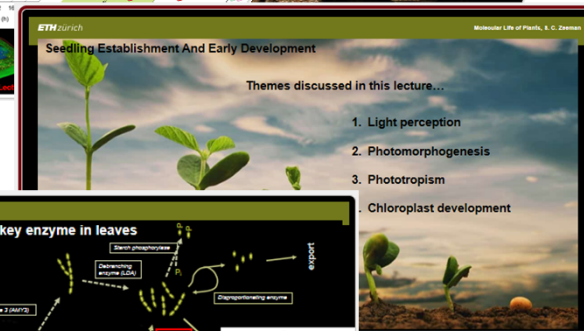 ETH zürich
Molecular Life of Plants, S. C. Zeeman
Seedling Establishment And Early Development
Themes discussed in this lecture…
1. Light perception
2. Photomorphogenesis
3. Phototropism
. Chloroplast development
key enzyme in leaves
Starch phosphorylase
P P
Debranching
enzyme (LDA)
Pi
export
Disproportionating enzyme
e 3 (AMY3)